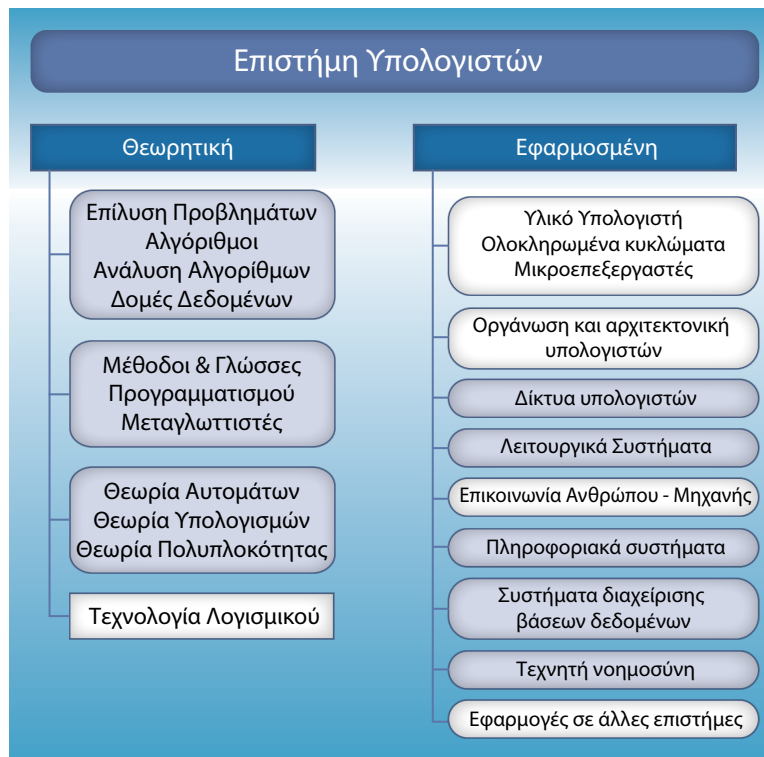 Επιστήμη Υπολογιστών
Θεωρητική
Επίλυση Προβλημάτων
Αλγόριθμοι
Ανάλυση Αλγορίθμων
Δομές Δεδομένων
Μέθοδοι & Γλώσσες
Προγραμματισμού
Μεταγλωττιστές
Θεωρία Αυτομάτων
Θεωρία Υπολογισμών
Θεωρία Πολυπλοκότητας
Τεχνολογία Λογισμικού
Εφαρμοσμένη
Υλικό Υπολογιστή
Ολοκληρωμένα κυκλώματα
Μικροεπεξεργαστές
Οργάνωση και αρχιτεκτονική
υπολογιστών
Δίκτυα υπολογιστών
Λειτουργικά Συστήματα
Επικοινωνία Ανθρώπου - Μηχανής
Πληροφοριακά συστήματα
Συστήματα διαχείρισης
βάσεων δεδομένων
Τεχνητή νοημοσύνη
Εφαρμογές σε άλλες επιστήμες